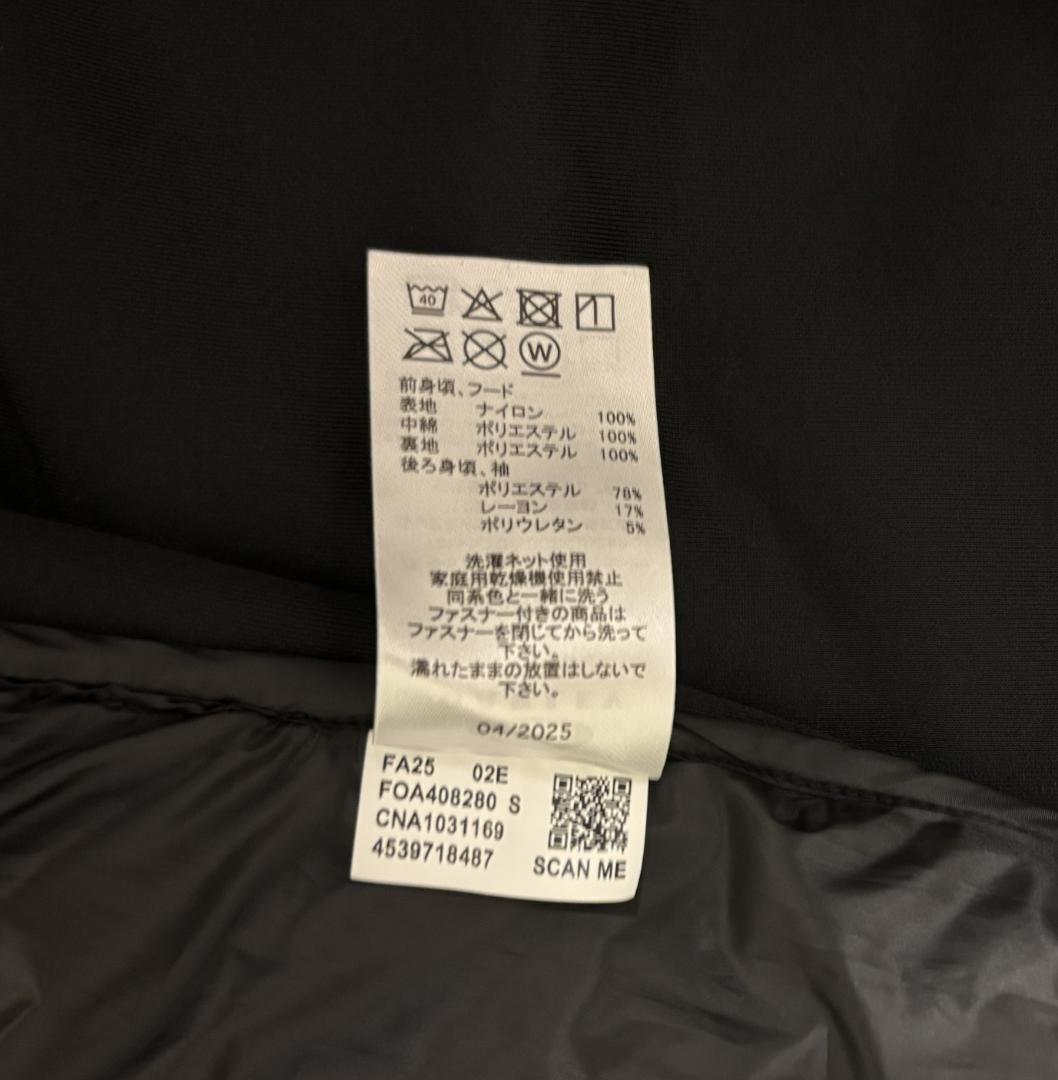 40
W
前身頃、フード
表地 ナイロン 100%
中綿 ポリエステル 100%
裏地 ポリエステル 100%
後ろ身頃、袖
ポリエステル 78%
レーヨン 17%
ポリウレタン 5%
洗濯ネット使用
家庭用乾燥機使用禁止
同系色と一緒に洗う
ファスナー付きの商品は
ファスナーを閉じてから洗って
下さい。
濡れたままの放置はしないで
下さい。
04/2025
FA25 02E
FOA408280 S
CNA1031169
4539718487
SCAN ME